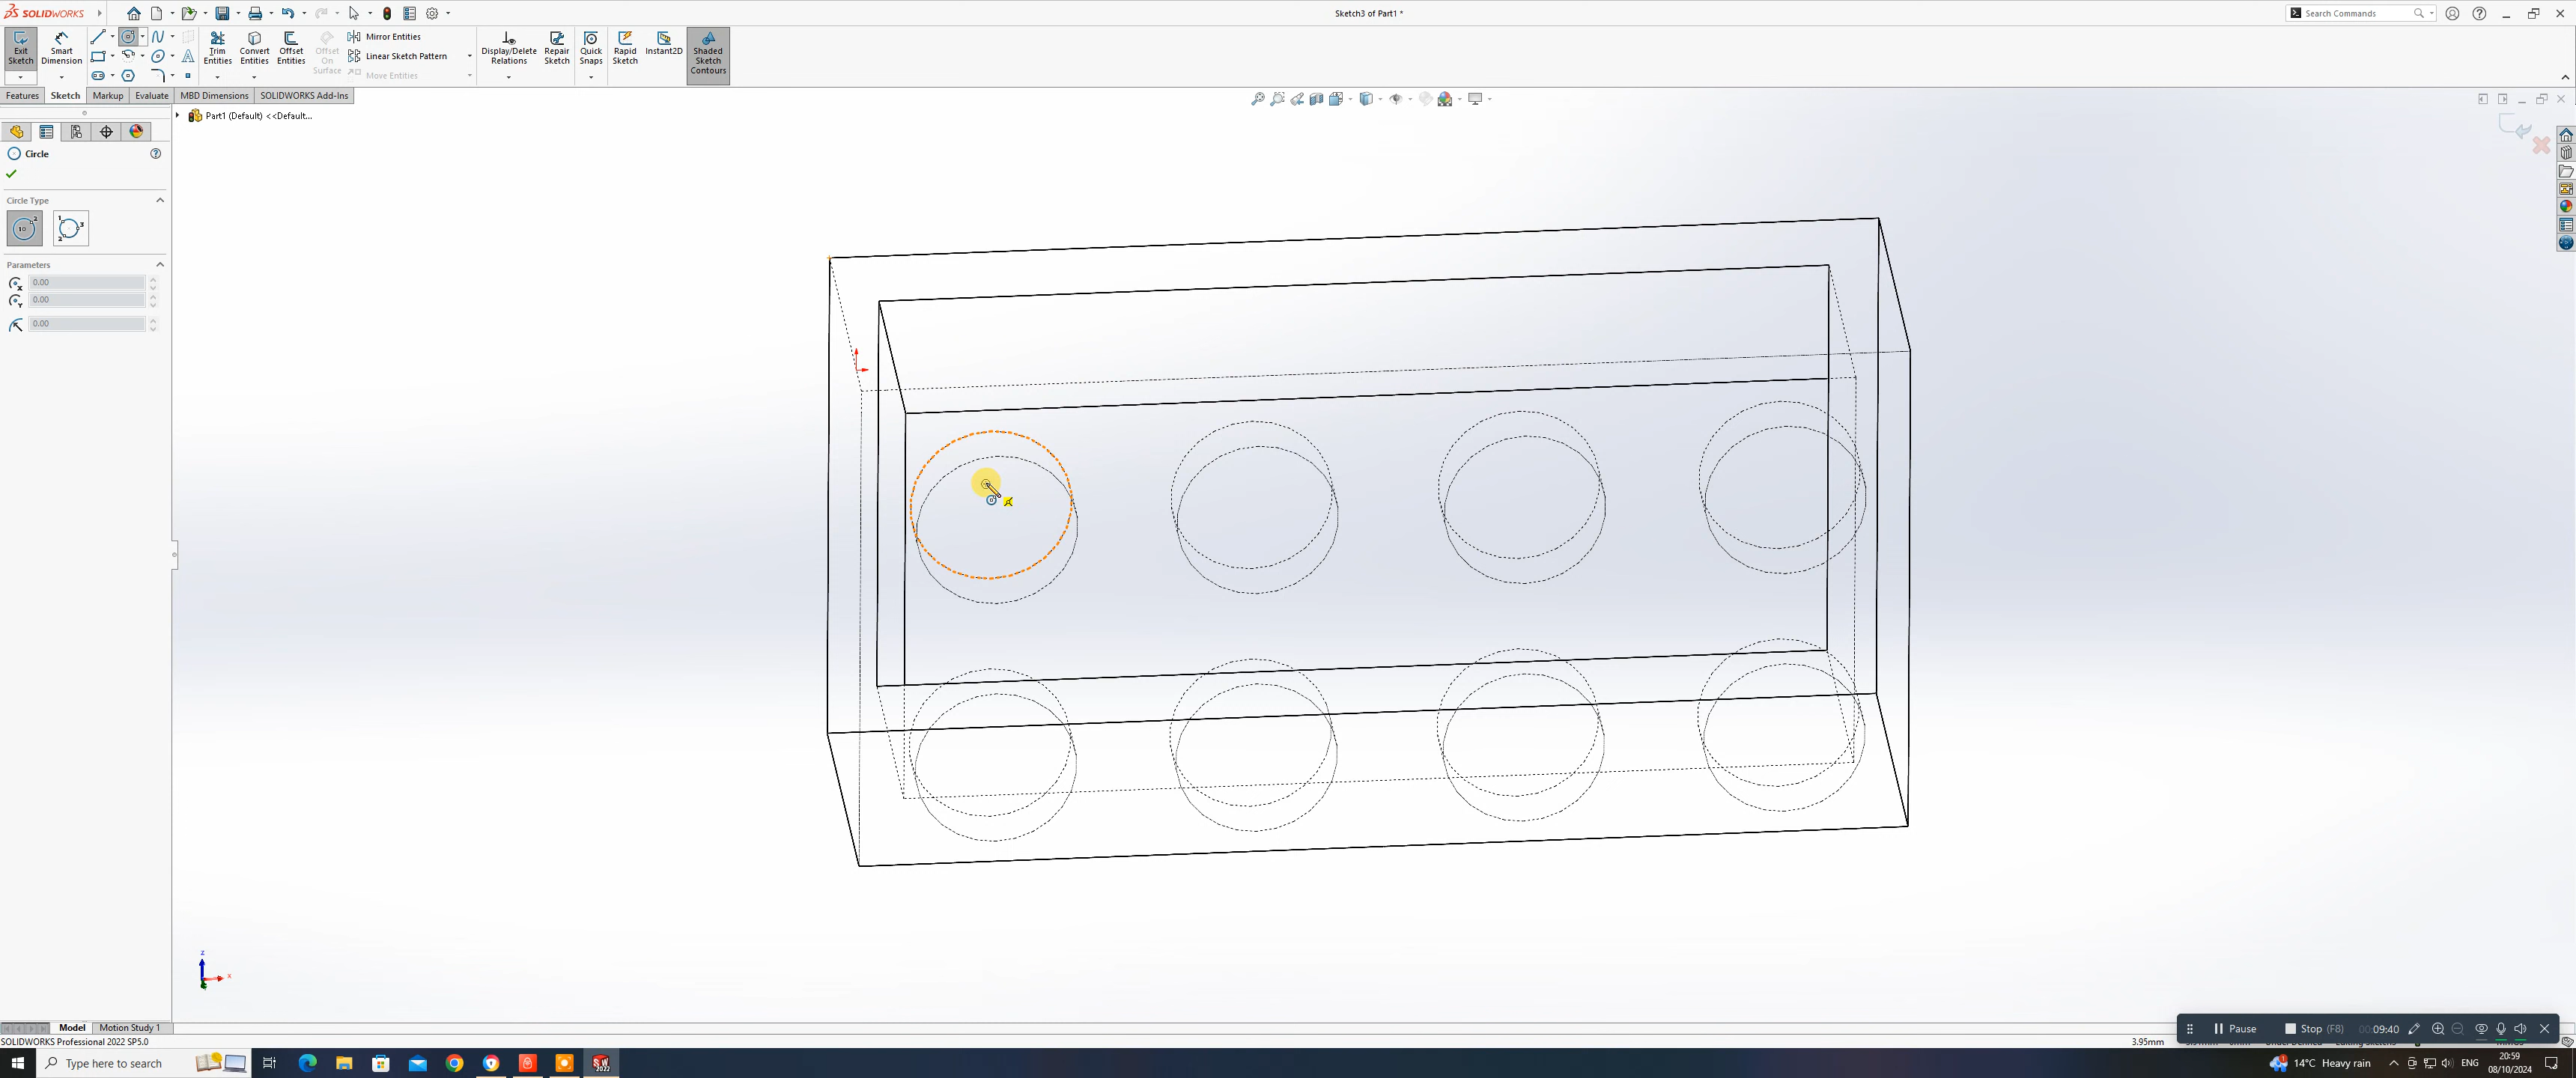 SOLIDWORKS
Sketch3 of Part1 *
Search Commands
Exit Sketch
Smart Dimension
Trim Entities
Convert Entities
Offset Entities
Offset On Surface
Mirror Entities
Linear Sketch Pattern
Move Entities
Display/Delete Relations
Repair Sketch
Quick Snaps
Rapid Sketch
Instant2D
Shaded Sketch Contours
Features
Sketch
Markup
Evaluate
MBD Dimensions
SOLIDWORKS Add-Ins
Part1 (Default) <<Default...
Circle
Circle Type
Parameters
0.00
0.00
0.00
z
x
Model
Motion Study 1
SOLIDWORKS Professional 2022 SP5.0
Pause
Stop (F8)
00:09:40
3.95mm
Type here to search
14°C Heavy rain
ENG
20:59
08/10/2024